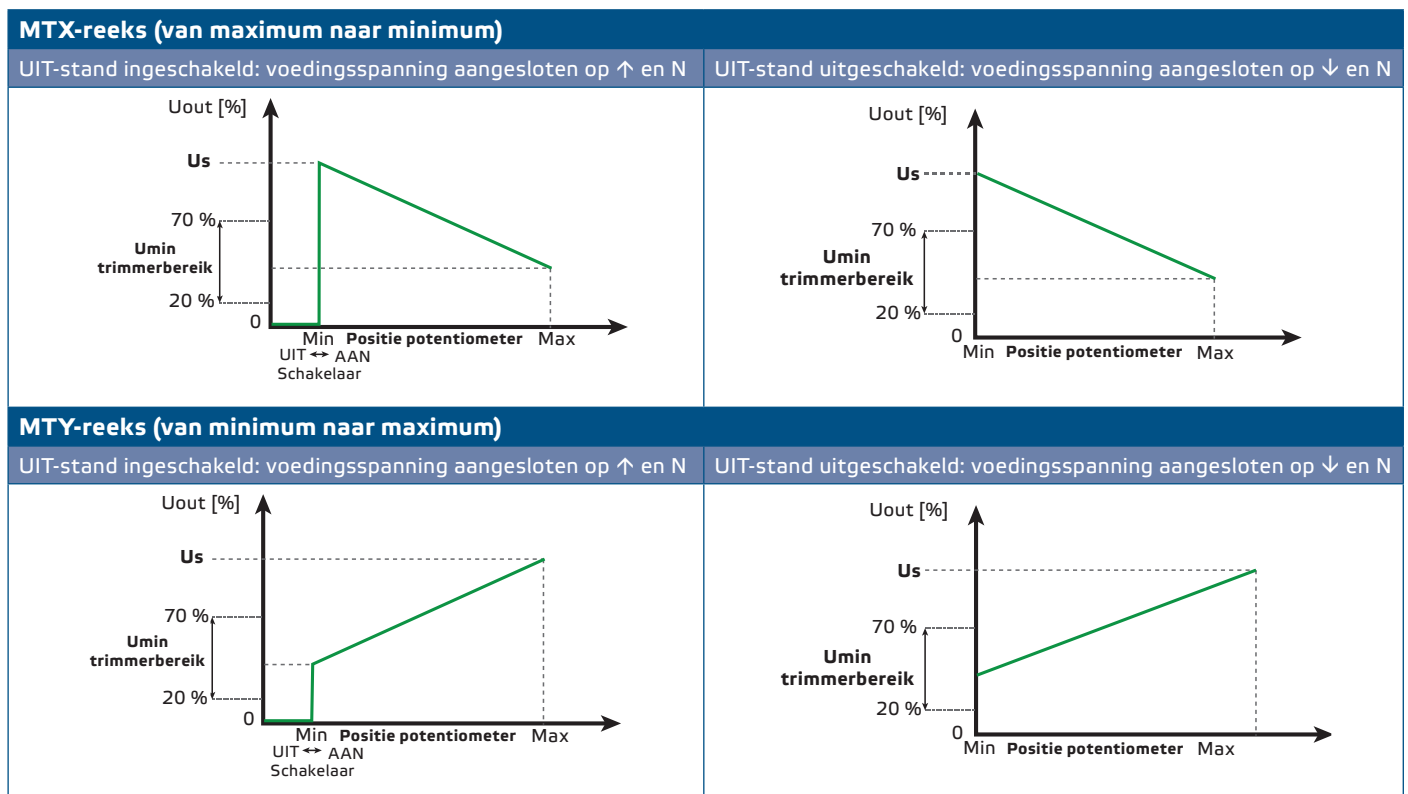 MTX-reeks (van maximum naar minimum)
UIT-stand ingeschakeld: voedingsspanning aangesloten op ↑ en N
UIT-stand uitgeschakeld: voedingsspanning aangesloten op ↓ en N
Uout [%]
Us
70 %
Umin
trimmerbereik
20 %
0
Min Positie potentiometer Max
UIT ↔ AAN
Schakelaar
Uout [%]
Us
70 %
Umin
trimmerbereik
20 %
0
Min Positie potentiometer Max
MTY-reeks (van minimum naar maximum)
UIT-stand ingeschakeld: voedingsspanning aangesloten op ↑ en N
UIT-stand uitgeschakeld: voedingsspanning aangesloten op ↓ en N
Uout [%]
Us
70 %
Umin
trimmerbereik
20 %
0
Min Positie potentiometer Max
UIT ↔ AAN
Schakelaar
Uout [%]
Us
70 %
Umin
trimmerbereik
20 %
0
Min Positie potentiometer Max